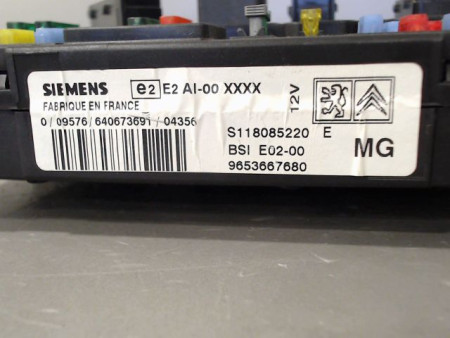 SIEMENS e2 E2 AI-00 XXXX
FABRIQUE EN FRANCE
12V
0/09576/640673691/04356
S118085220 E
BSI E02-00
9653667680
MG